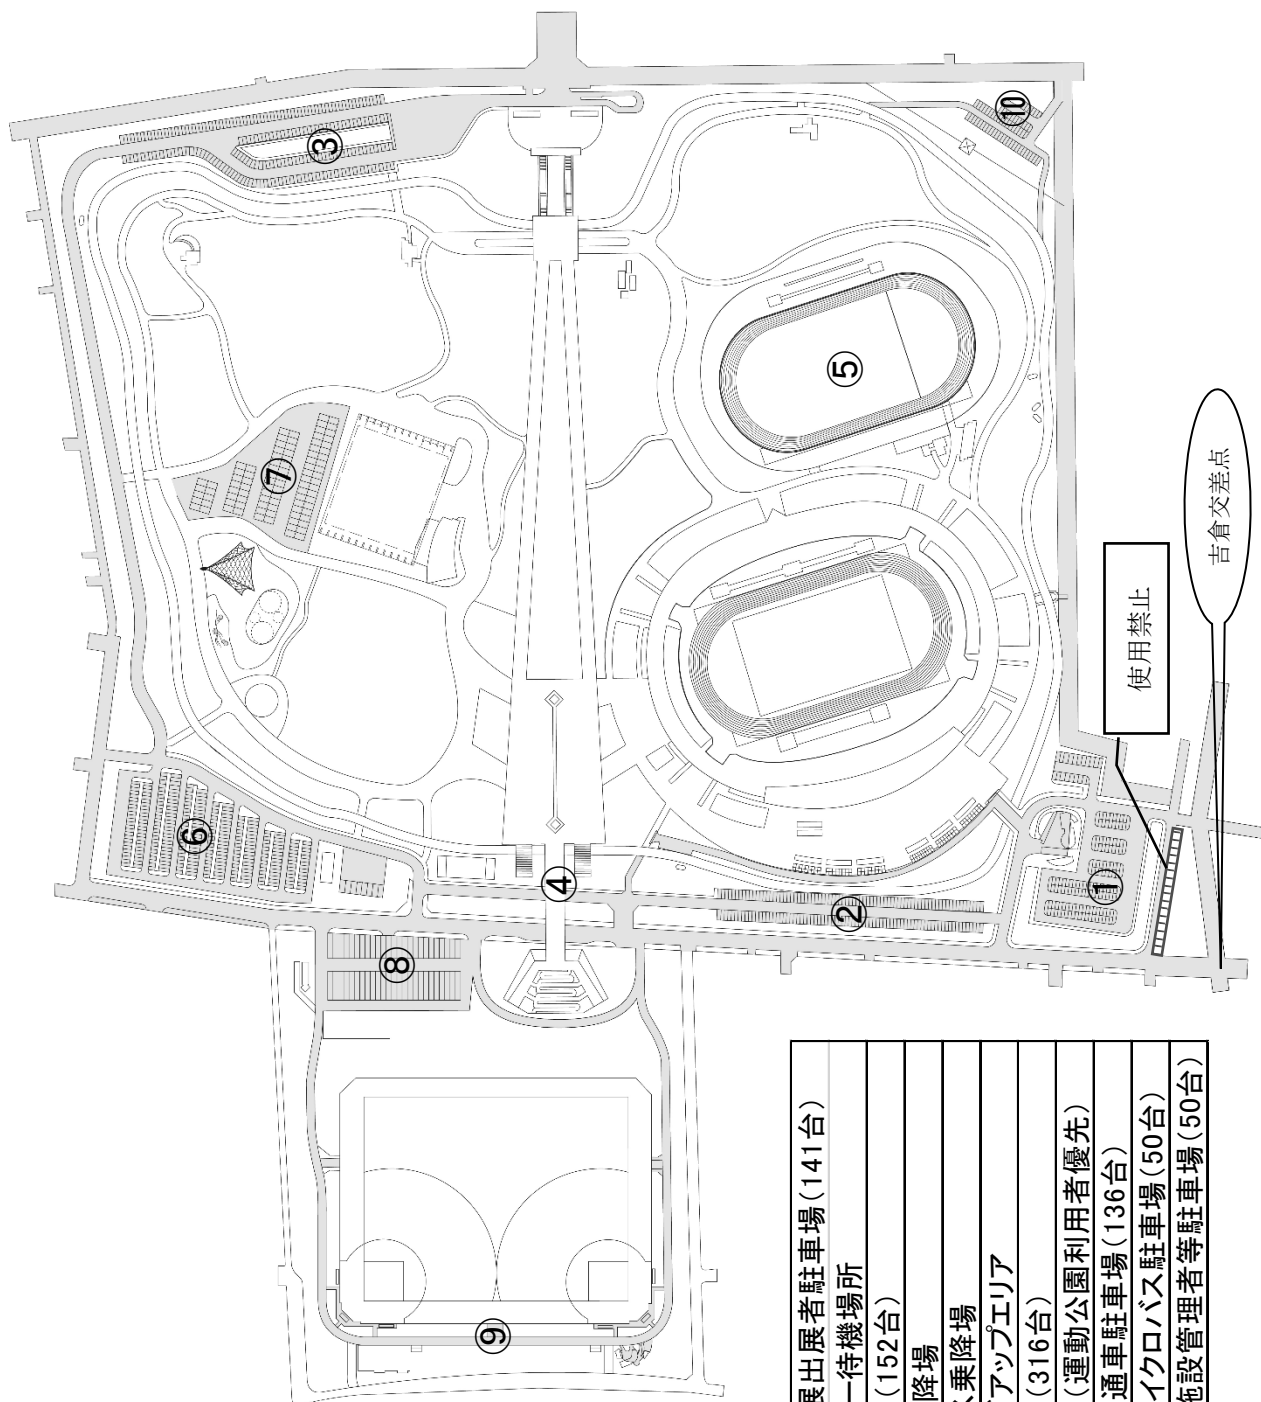 ③
⑩
⑤
⑦
⑥
④
②
①
⑧
⑨
吉倉交差点
使用禁止
展出展者駐車場(141台)
ー待機場所
(152台)
降場
ス乗降場
アップエリア
(316台)
(運動公園利用者優先)
通車駐車場(136台)
イクロバス駐車場(50台)
施設管理者等駐車場(50台)